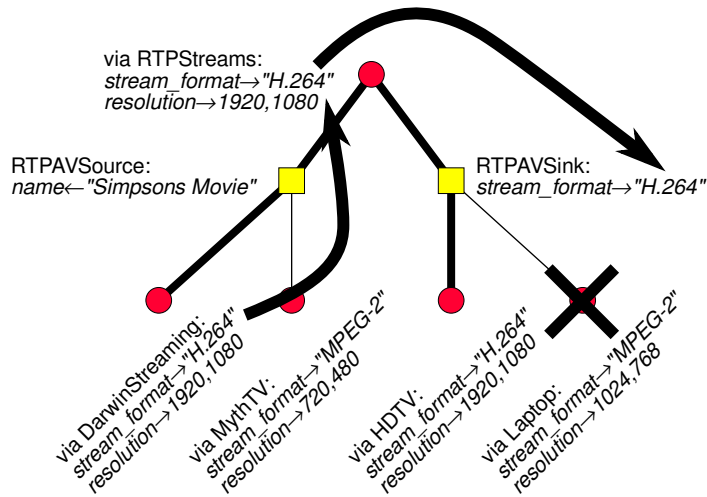 via RTPStreams:
stream_format→"H.264"
resolution→1920,1080
RTPAVSource:
name←"Simpsons Movie"
RTPAVSink:
stream_format→"H.264"
via DarwinStreaming:
stream_format→"H.264"
resolution→1920,1080
via MythTV:
stream_format→"MPEG-2"
resolution→720,480
via HDTV:
stream_format→"H.264"
resolution→1920,1080
via Laptop:
stream_format→"MPEG-2"
resolution→1024,768